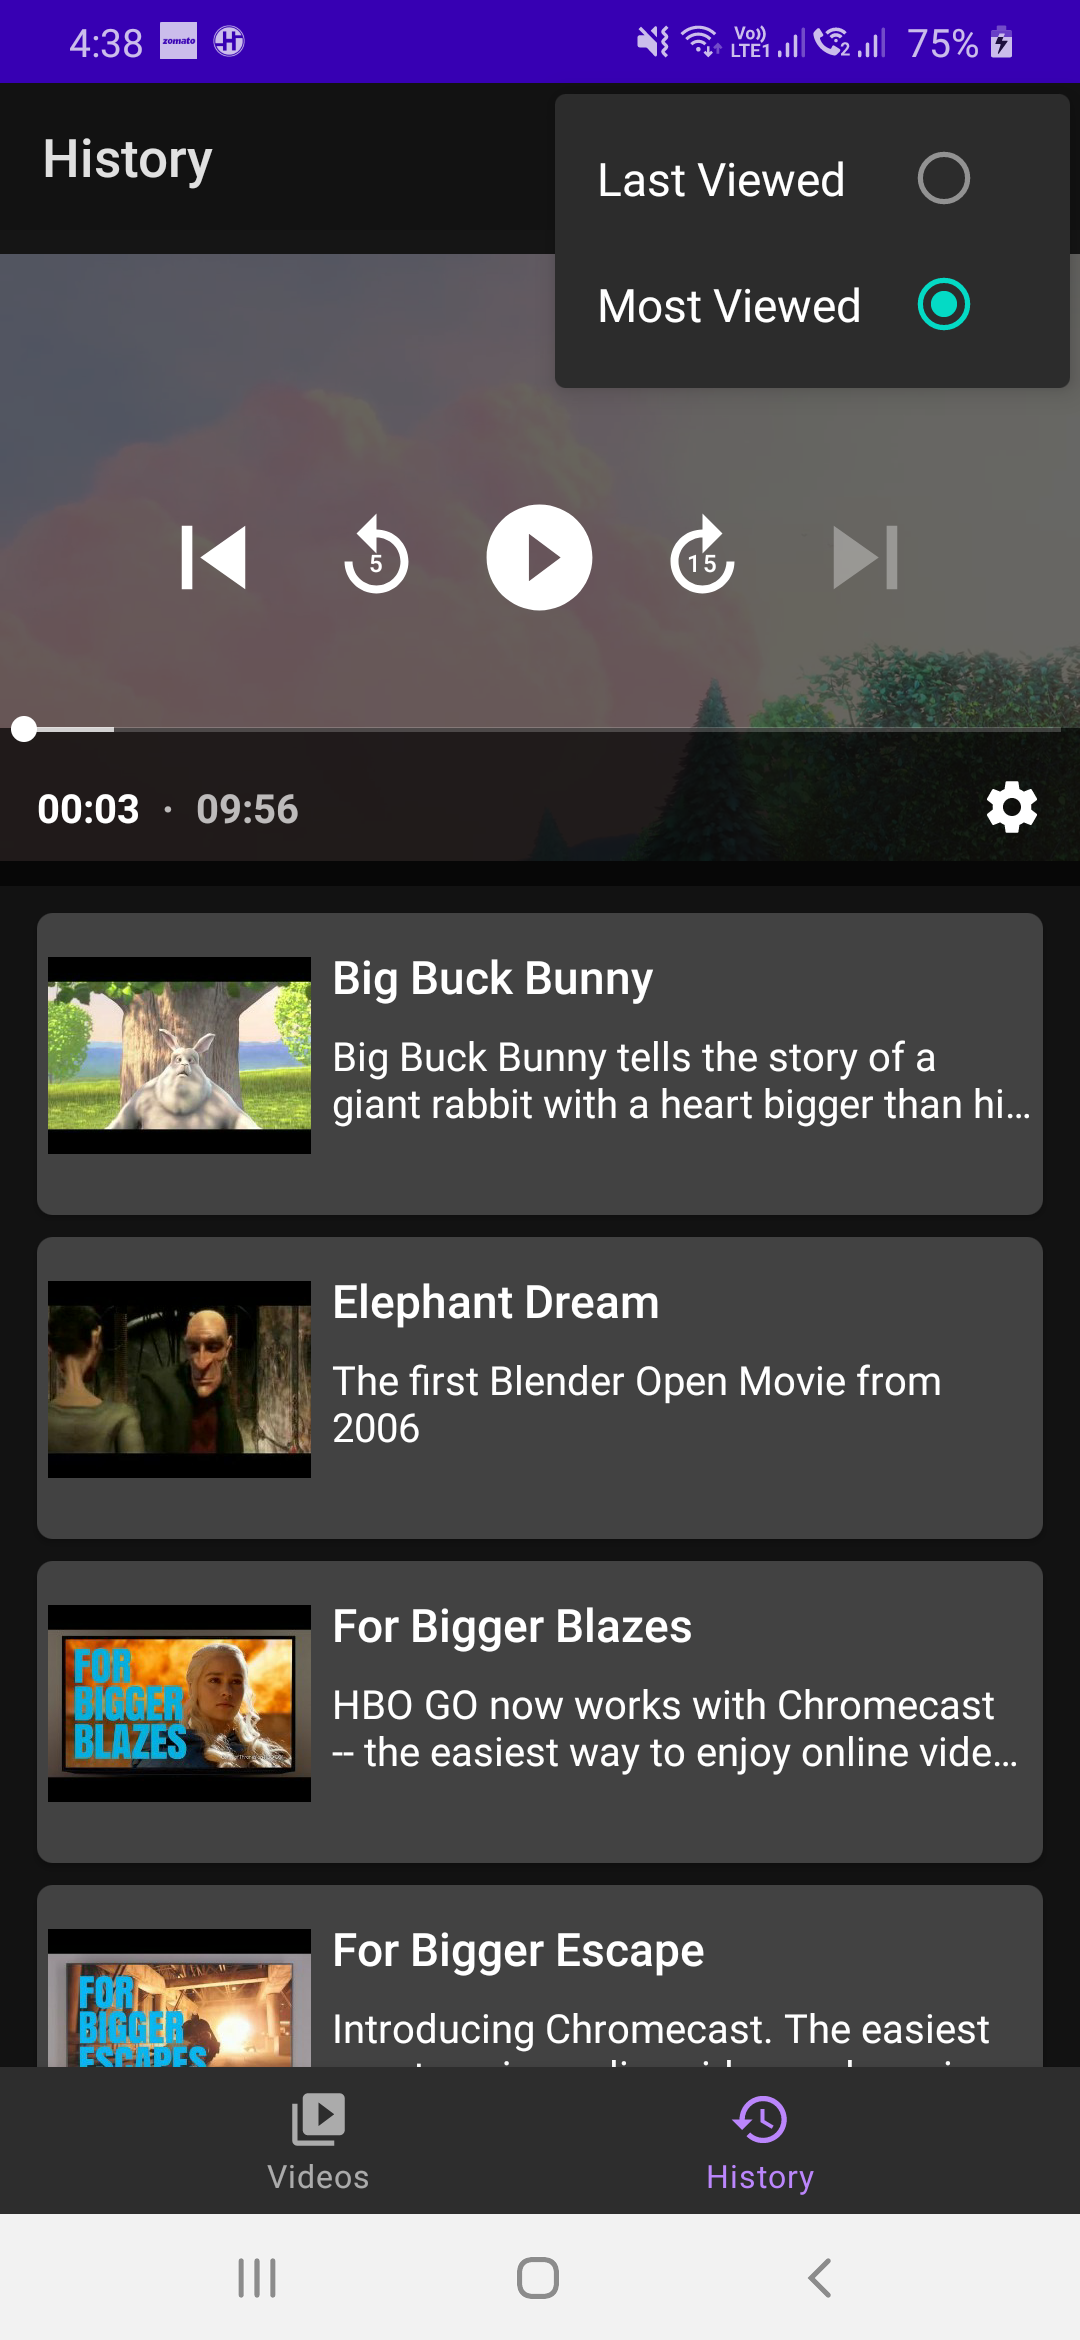 4:38 zomato H Vo)) LTE1 2 75%
History
Last Viewed
Most Viewed
5 15
00:03 · 09:56
Big Buck Bunny
Big Buck Bunny tells the story of a
giant rabbit with a heart bigger than hi...
Elephant Dream
The first Blender Open Movie from
2006
FOR
BIGGER
BLAZES
For Bigger Blazes
HBO GO now works with Chromecast
-- the easiest way to enjoy online vide...
FOR
BIGGER
ESCAPES
For Bigger Escape
Introducing Chromecast. The easiest
Videos
History